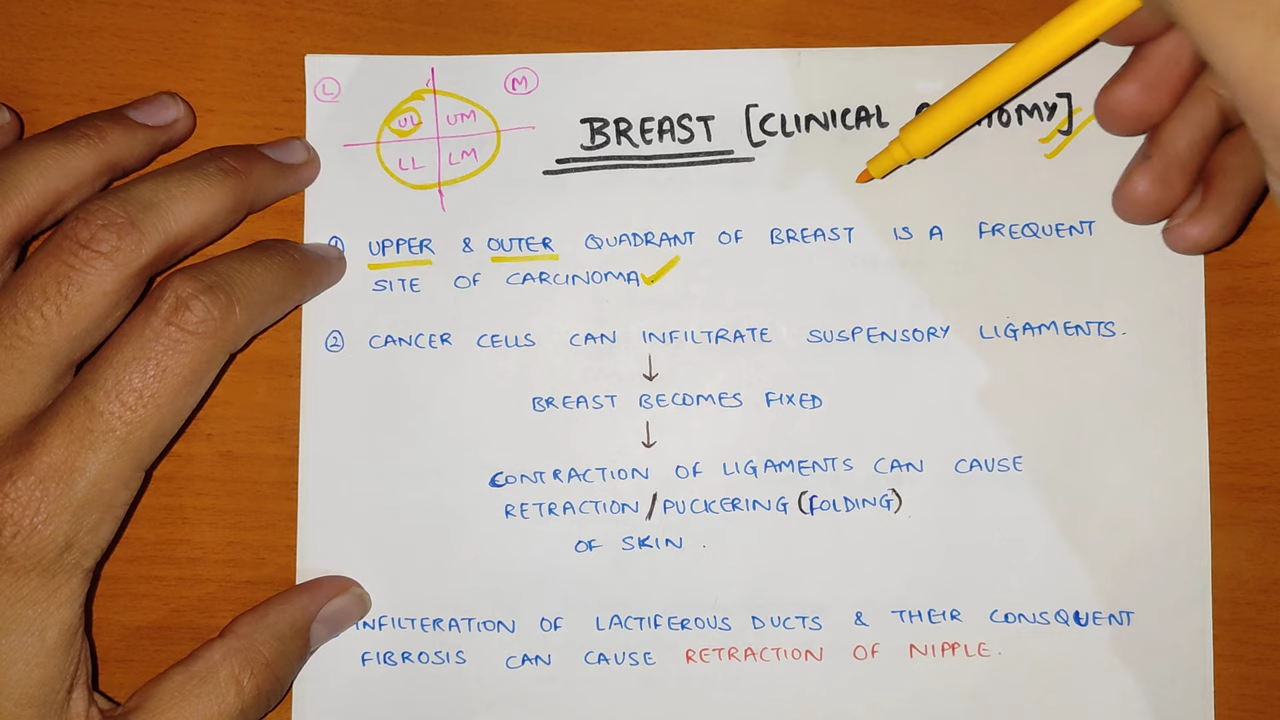 L
M
UL
UM
LL
LM
BREAST [CLINICAL
① UPPER & OUTER QUADRANT OF BREAST IS A FREQUENT
SITE OF CARCINOMA
② CANCER CELLS CAN INFILTRATE SUSPENSORY LIGAMENTS.
↓
BREAST BECOMES FIXED
↓
CONTRACTION OF LIGAMENTS CAN CAUSE
RETRACTION/PUCKERING (FOLDING)
OF SKIN.
INFILTERATION OF LACTIFEROUS DUCTS & THEIR CONSQUENT
FIBROSIS CAN CAUSE RETRACTION OF NIPPLE.